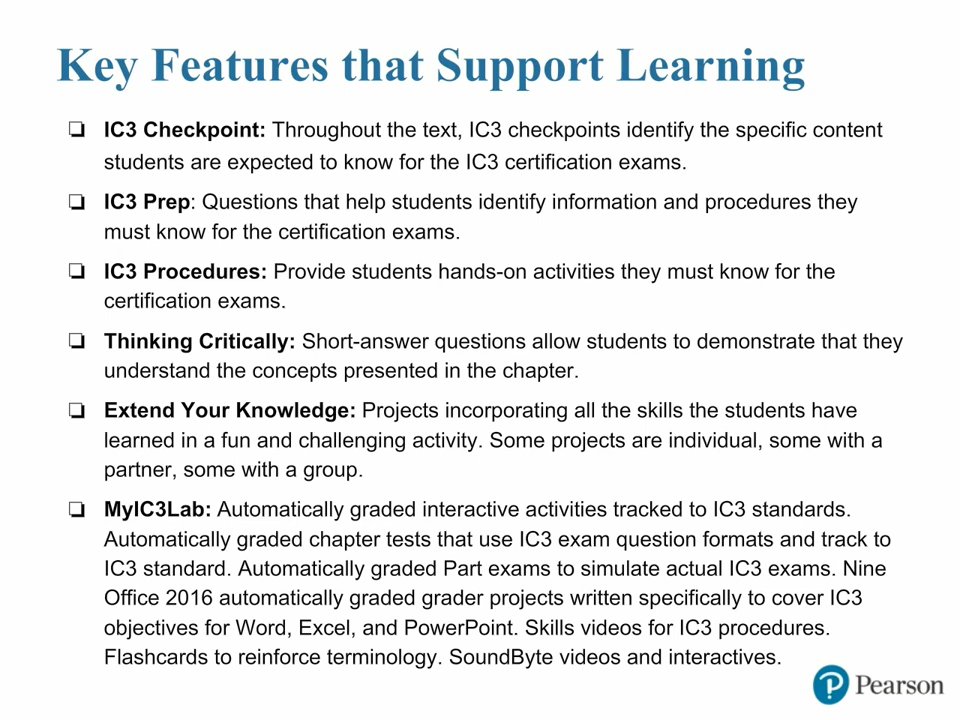 Key Features that Support Learning
❏ IC3 Checkpoint: Throughout the text, IC3 checkpoints identify the specific content
students are expected to know for the IC3 certification exams.
❏ IC3 Prep: Questions that help students identify information and procedures they
must know for the certification exams.
❏ IC3 Procedures: Provide students hands-on activities they must know for the
certification exams.
❏ Thinking Critically: Short-answer questions allow students to demonstrate that they
understand the concepts presented in the chapter.
❏ Extend Your Knowledge: Projects incorporating all the skills the students have
learned in a fun and challenging activity. Some projects are individual, some with a
partner, some with a group.
❏ MyIC3Lab: Automatically graded interactive activities tracked to IC3 standards.
Automatically graded chapter tests that use IC3 exam question formats and track to
IC3 standard. Automatically graded Part exams to simulate actual IC3 exams. Nine
Office 2016 automatically graded grader projects written specifically to cover IC3
objectives for Word, Excel, and PowerPoint. Skills videos for IC3 procedures.
Flashcards to reinforce terminology. SoundByte videos and interactives.
P Pearson